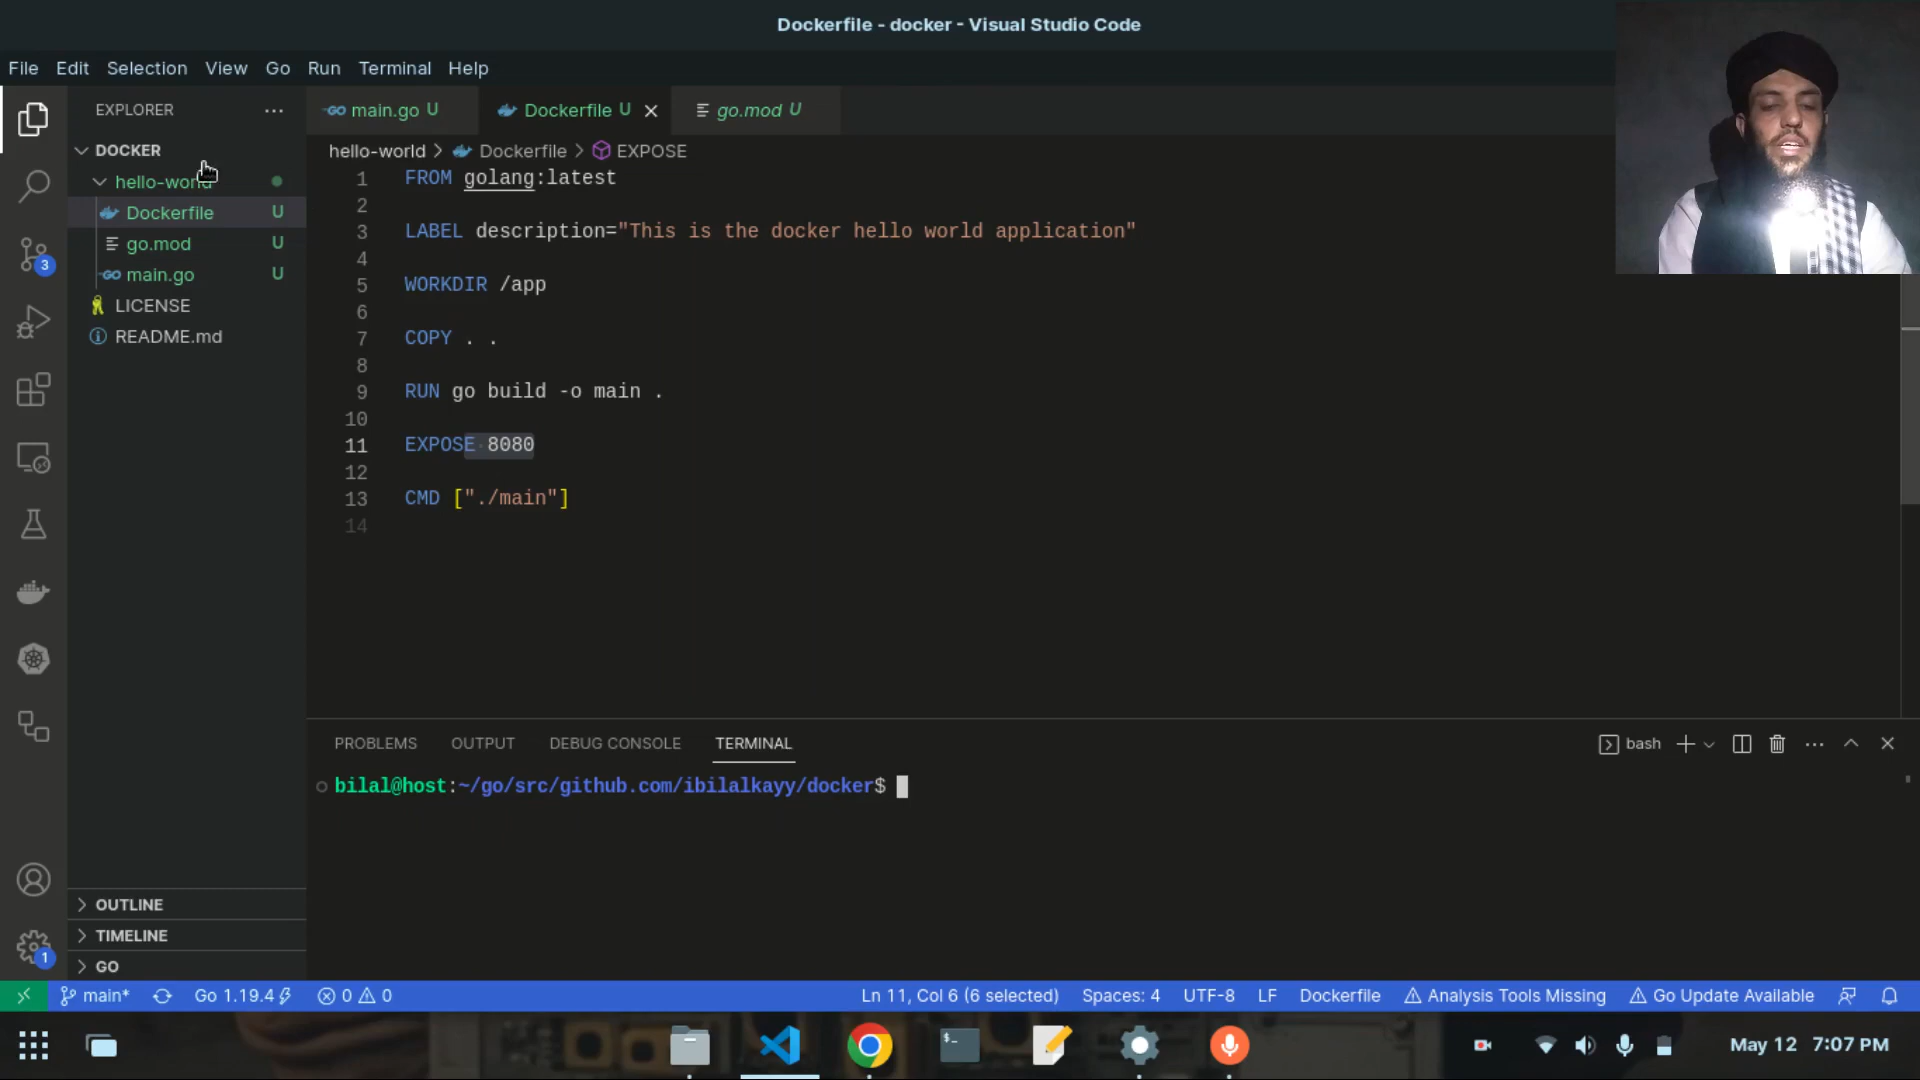 Dockerfile - docker - Visual Studio Code
File Edit Selection View Go Run Terminal Help
EXPLORER
DOCKER
hello-world
Dockerfile U
go.mod U
main.go U
LICENSE
README.md
OUTLINE
TIMELINE
GO
3
1
main.go U
Dockerfile U
go.mod U
hello-world > Dockerfile > EXPOSE
1 FROM golang:latest
2
3 LABEL description="This is the docker hello world application"
4
5 WORKDIR /app
6
7 COPY . .
8
9 RUN go build -o main .
10
11 EXPOSE 8080
12
13 CMD ["./main"]
14
PROBLEMS OUTPUT DEBUG CONSOLE TERMINAL
bash
bilal@host:~/go/src/github.com/ibilalkayy/docker$
main* Go 1.19.4 0 0 Ln 11, Col 6 (6 selected) Spaces: 4 UTF-8 LF Dockerfile Analysis Tools Missing Go Update Available
May 12 7:07 PM